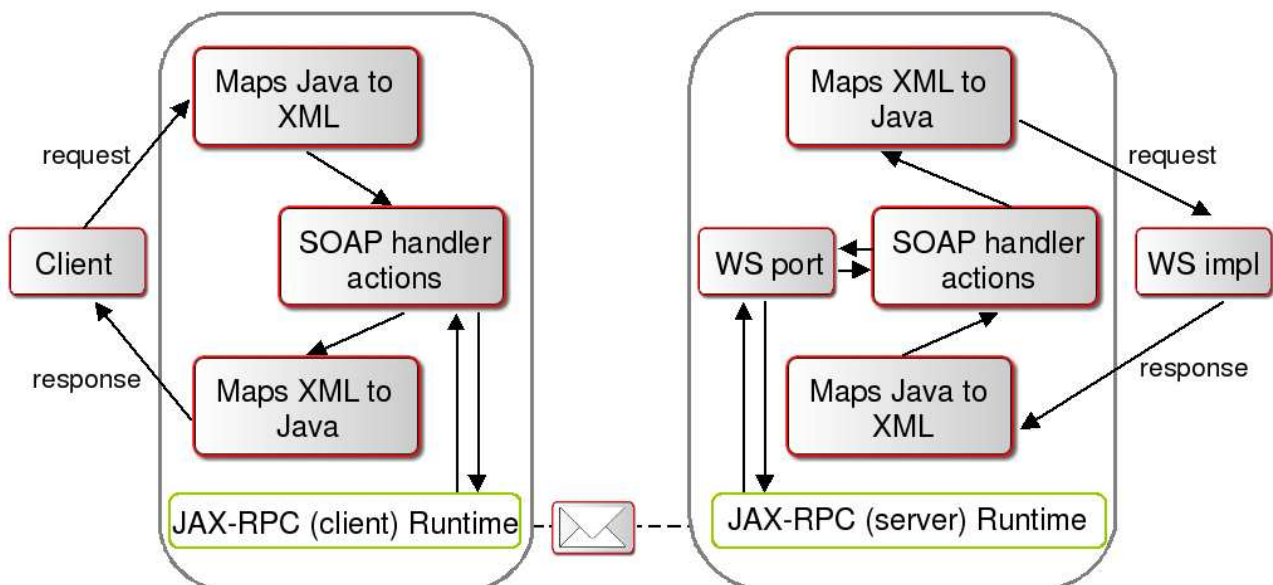 Maps Java to
XML
request
Client
SOAP handler
actions
response
Maps XML to
Java
JAX-RPC (client) Runtime
Maps XML to
Java
request
WS port
SOAP handler
actions
WS impl
response
Maps Java to
XML
JAX-RPC (server) Runtime